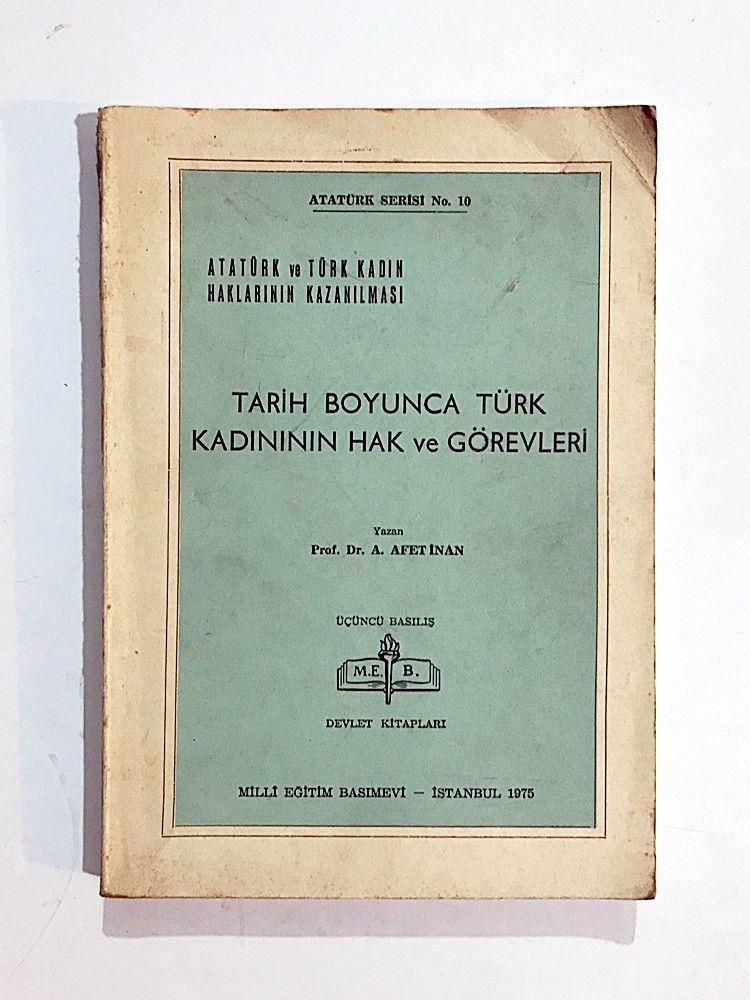 ATATÜRK SERİSİ No. 10
ATATÜRK ve TÜRK KADIN
HAKLARININ KAZANILMASI
TARİH BOYUNCA TÜRK
KADINININ HAK ve GÖREVLERİ
Yazan
Prof. Dr. A. AFETİNAN
ÜÇÜNCÜ BASILIŞ
M.E. B.
DEVLET KİTAPLARI
MİLLÎ EĞİTİM BASIMEVİ — İSTANBUL 1975